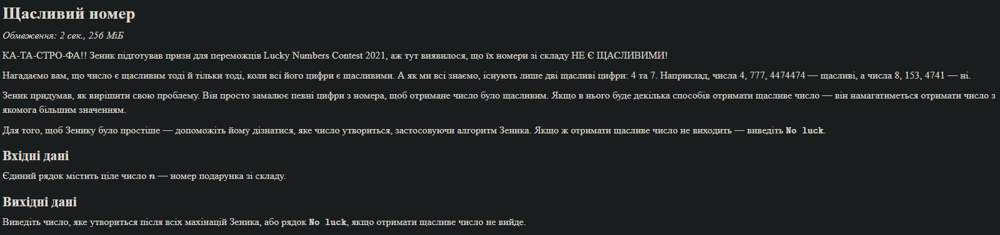 Щасливий номер
Обмеження: 2 сек., 256 МіБ
КА-ТА-СТРО-ФА!! Зеник підготував призи для переможців Lucky Numbers Contest 2021, аж тут виявилося, що їх номери зі складу НЕ Є ЩАСЛИВИМИ!
Нагадаємо вам, що число є щасливим тоді й тільки тоді, коли всі його цифри є щасливими. А як ми всі знаємо, існують лише дві щасливі цифри: 4 та 7. Наприклад, числа 4, 777, 4474474 — щасливі, а числа 8, 153, 4741 — ні.
Зеник придумав, як вирішити свою проблему. Він просто замалює певні цифри з номера, щоб отримане число було щасливим. Якщо в нього буде декілька способів отримати щасливе число — він намагатиметься отримати число з
якомога більшим значенням.
Для того, щоб Зенику було простіше — допоможіть йому дізнатися, яке число утвориться, застосовуючи алгоритм Зеника. Якщо ж отримати щасливе число не виходить — виведіть No luck.
Вхідні дані
Єдиний рядок містить ціле число n — номер подарунка зі складу.
Вихідні дані
Виведіть число, яке утвориться після всіх махінацій Зеника, або рядок No luck, якщо отримати щасливе число не вийде.